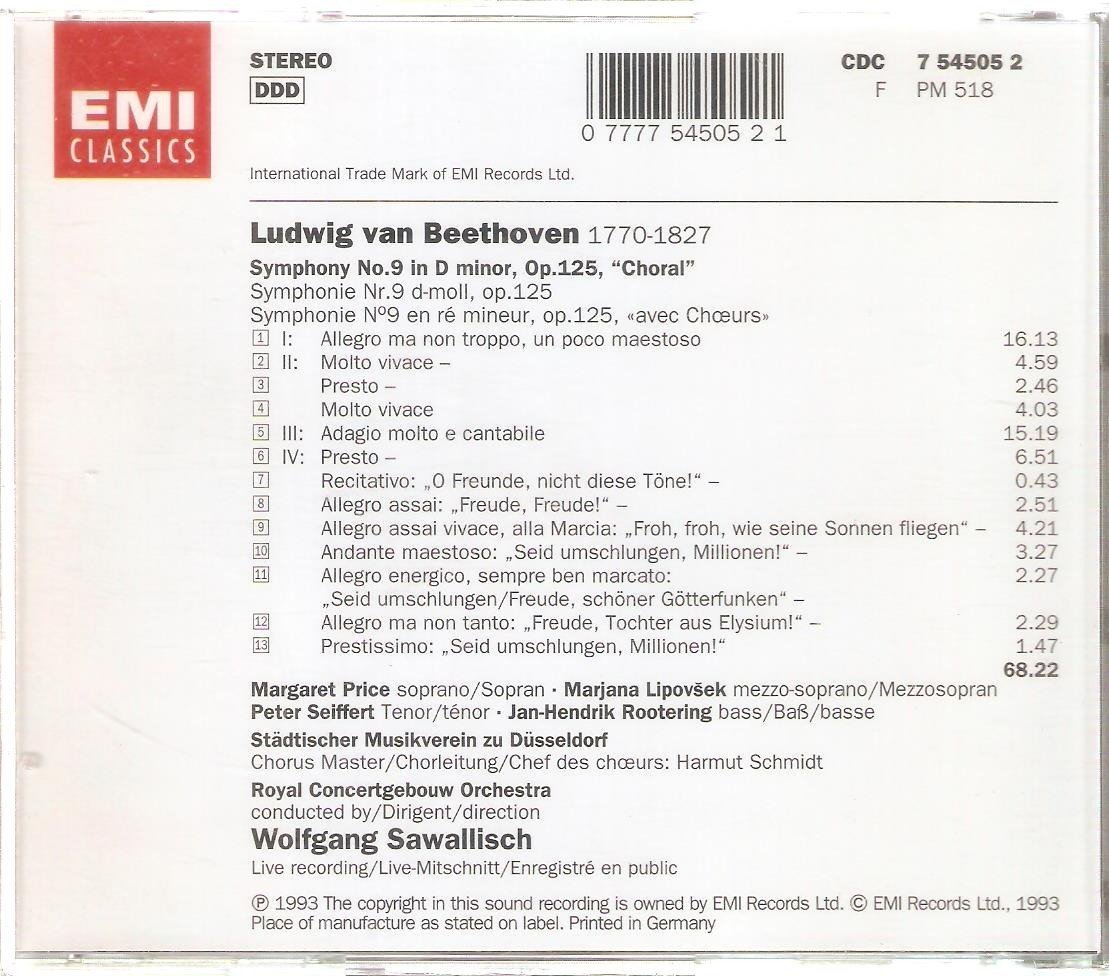 EMI
CLASSICS
STEREO
DDD
0 7777 54505 2 1
CDC 7 54505 2
F PM 518
International Trade Mark of EMI Records Ltd.
Ludwig van Beethoven 1770-1827
Symphony No.9 in D minor, Op.125, “Choral”
Symphonie Nr.9 d-moll, op.125
Symphonie Nº9 en ré mineur, op.125, «avec Chœurs»
1 I: Allegro ma non troppo, un poco maestoso 16.13
2 II: Molto vivace – 4.59
3 Presto – 2.46
4 Molto vivace 4.03
5 III: Adagio molto e cantabile 15.19
6 IV: Presto – 6.51
7 Recitativo: „O Freunde, nicht diese Töne!“ – 0.43
8 Allegro assai: „Freude, Freude!“ – 2.51
9 Allegro assai vivace, alla Marcia: „Froh, froh, wie seine Sonnen fliegen“ – 4.21
10 Andante maestoso: „Seid umschlungen, Millionen!“ – 3.27
11 Allegro energico, sempre ben marcato: 2.27
„Seid umschlungen/Freude, schöner Götterfunken“ –
12 Allegro ma non tanto: „Freude, Tochter aus Elysium!“ – 2.29
13 Prestissimo: „Seid umschlungen, Millionen!“ 1.47
68.22
Margaret Price soprano/Sopran · Marjana Lipovšek mezzo-soprano/Mezzosopran
Peter Seiffert Tenor/ténor · Jan-Hendrik Rootering bass/Baß/basse
Städtischer Musikverein zu Düsseldorf
Chorus Master/Chorleitung/Chef des chœurs: Harmut Schmidt
Royal Concertgebouw Orchestra
conducted by/Dirigent/direction
Wolfgang Sawallisch
Live recording/Live-Mitschnitt/Enregistré en public
℗ 1993 The copyright in this sound recording is owned by EMI Records Ltd. © EMI Records Ltd., 1993
Place of manufacture as stated on label. Printed in Germany